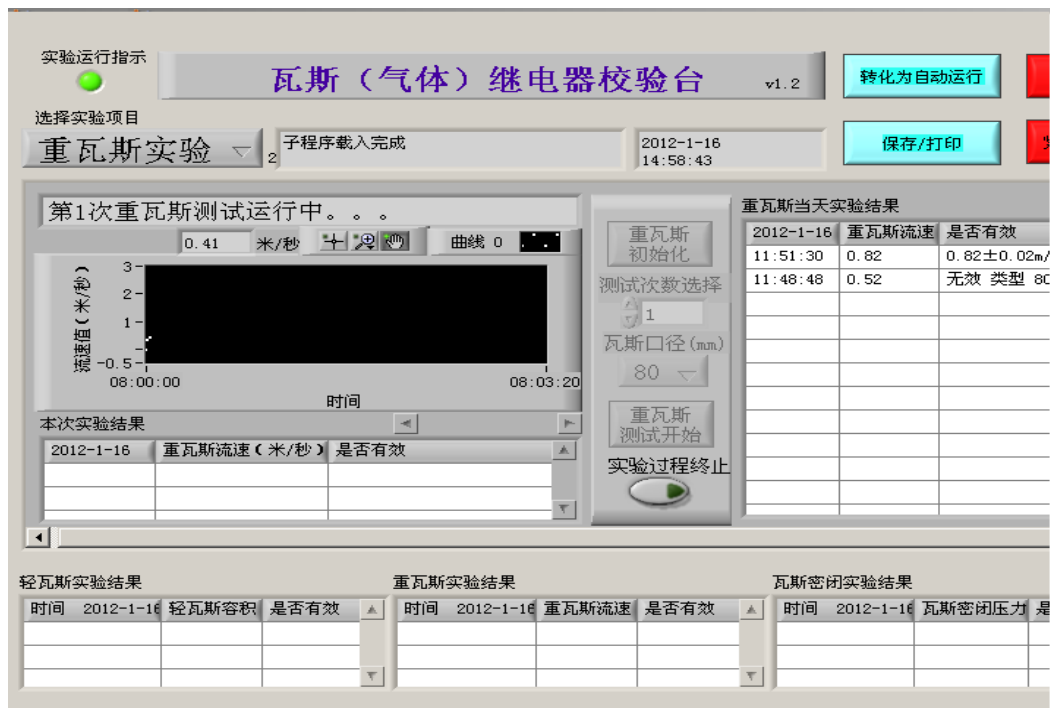 实验运行指示
瓦斯（气体）继电器校验台 v1.2
转化为自动运行
选择实验项目
重瓦斯实验
2
子程序载入完成
2012-1-16
14:58:43
保存/打印
第1次重瓦斯测试运行中。。。
0.41 米/秒
曲线 0
流速值(米/秒)
3
2
1
-0.5
08:00:00 08:03:20
时间
本次实验结果
2012-1-16 重瓦斯流速(米/秒) 是否有效
重瓦斯
初始化
测试次数选择
1
瓦斯口径(mm)
80
重瓦斯
测试开始
实验过程终止
重瓦斯当天实验结果
2012-1-16 重瓦斯流速 是否有效
11:51:30 0.82 0.82±0.02m/
11:48:48 0.52 无效 类型 80
轻瓦斯实验结果
时间 2012-1-16 轻瓦斯容积 是否有效
重瓦斯实验结果
时间 2012-1-16 重瓦斯流速 是否有效
瓦斯密闭实验结果
时间 2012-1-16 瓦斯密闭压力 是